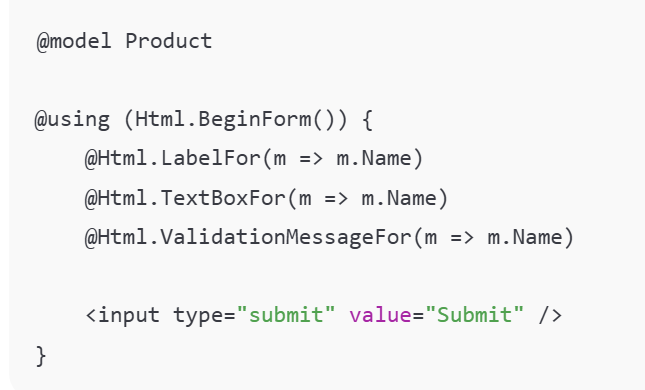 @model Product
@using (Html.BeginForm()) {
@Html.LabelFor(m => m.Name)
@Html.TextBoxFor(m => m.Name)
@Html.ValidationMessageFor(m => m.Name)
<input type="submit" value="Submit" />
}